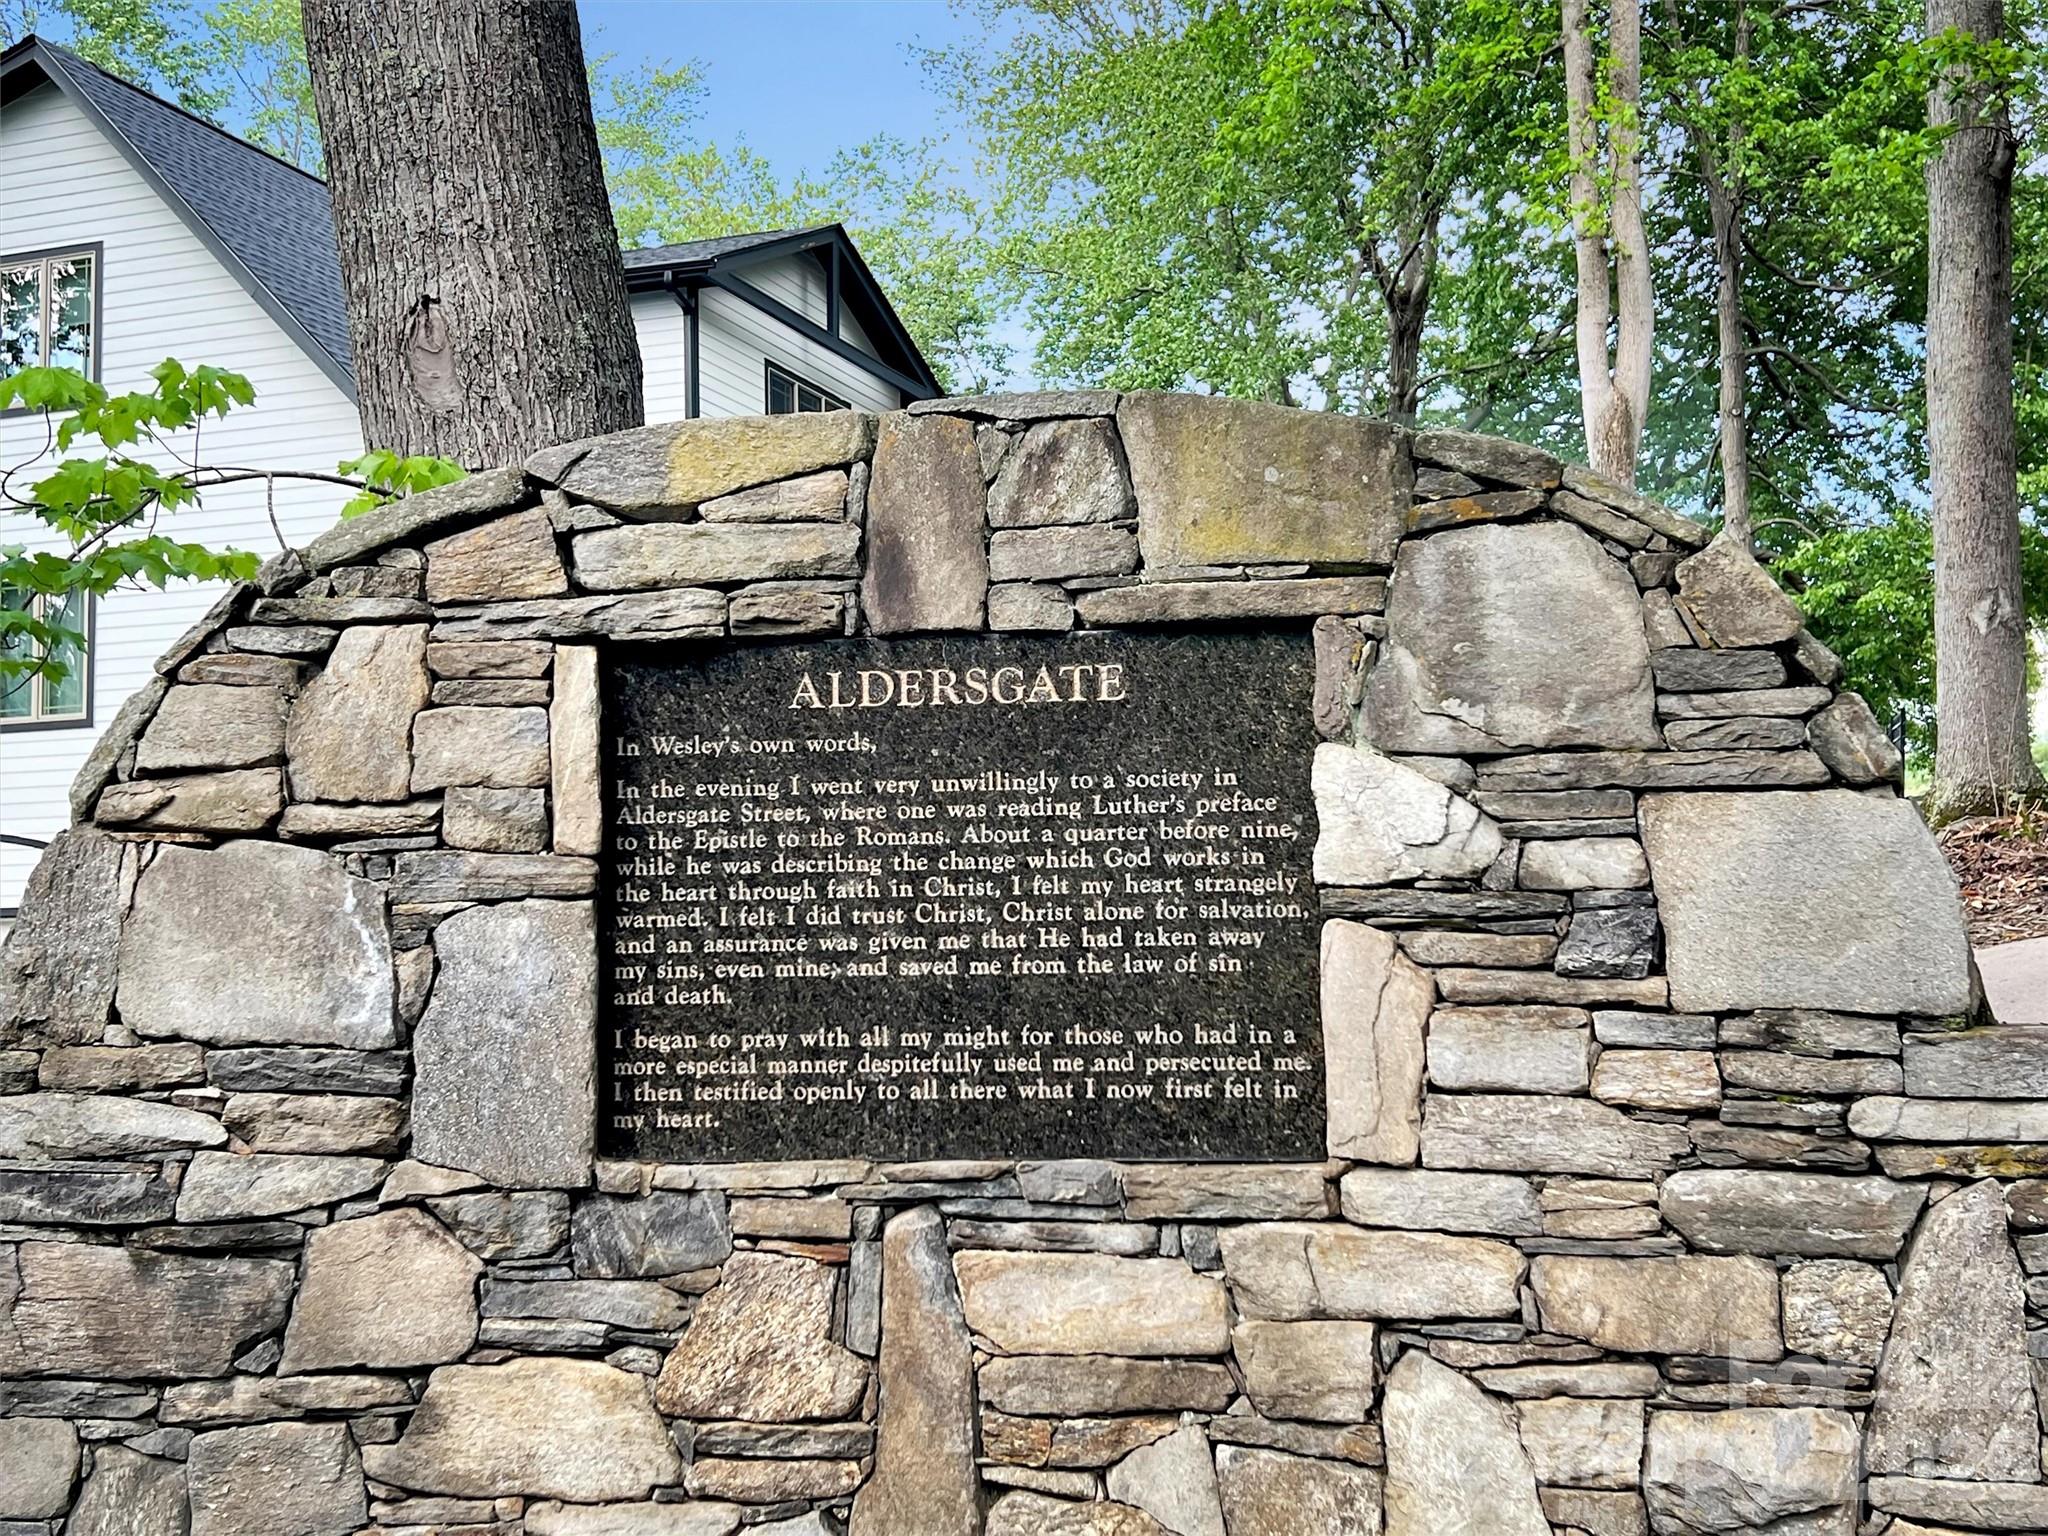 ALDERSGATE
In Wesley's own words,
In the evening I went very unwillingly to a society in
Aldersgate Street, where one was reading Luther's preface
to the Epistle to the Romans. About a quarter before nine,
while he was describing the change which God works in
the heart through faith in Christ, I felt my heart strangely
warmed. I felt I did trust Christ, Christ alone for salvation,
and an assurance was given me that He had taken away
my sins, even mine, and saved me from the law of sin
and death.
I began to pray with all my might for those who had in a
more especial manner despitefully used me and persecuted me.
I then testified openly to all there what I now first felt in
my heart.